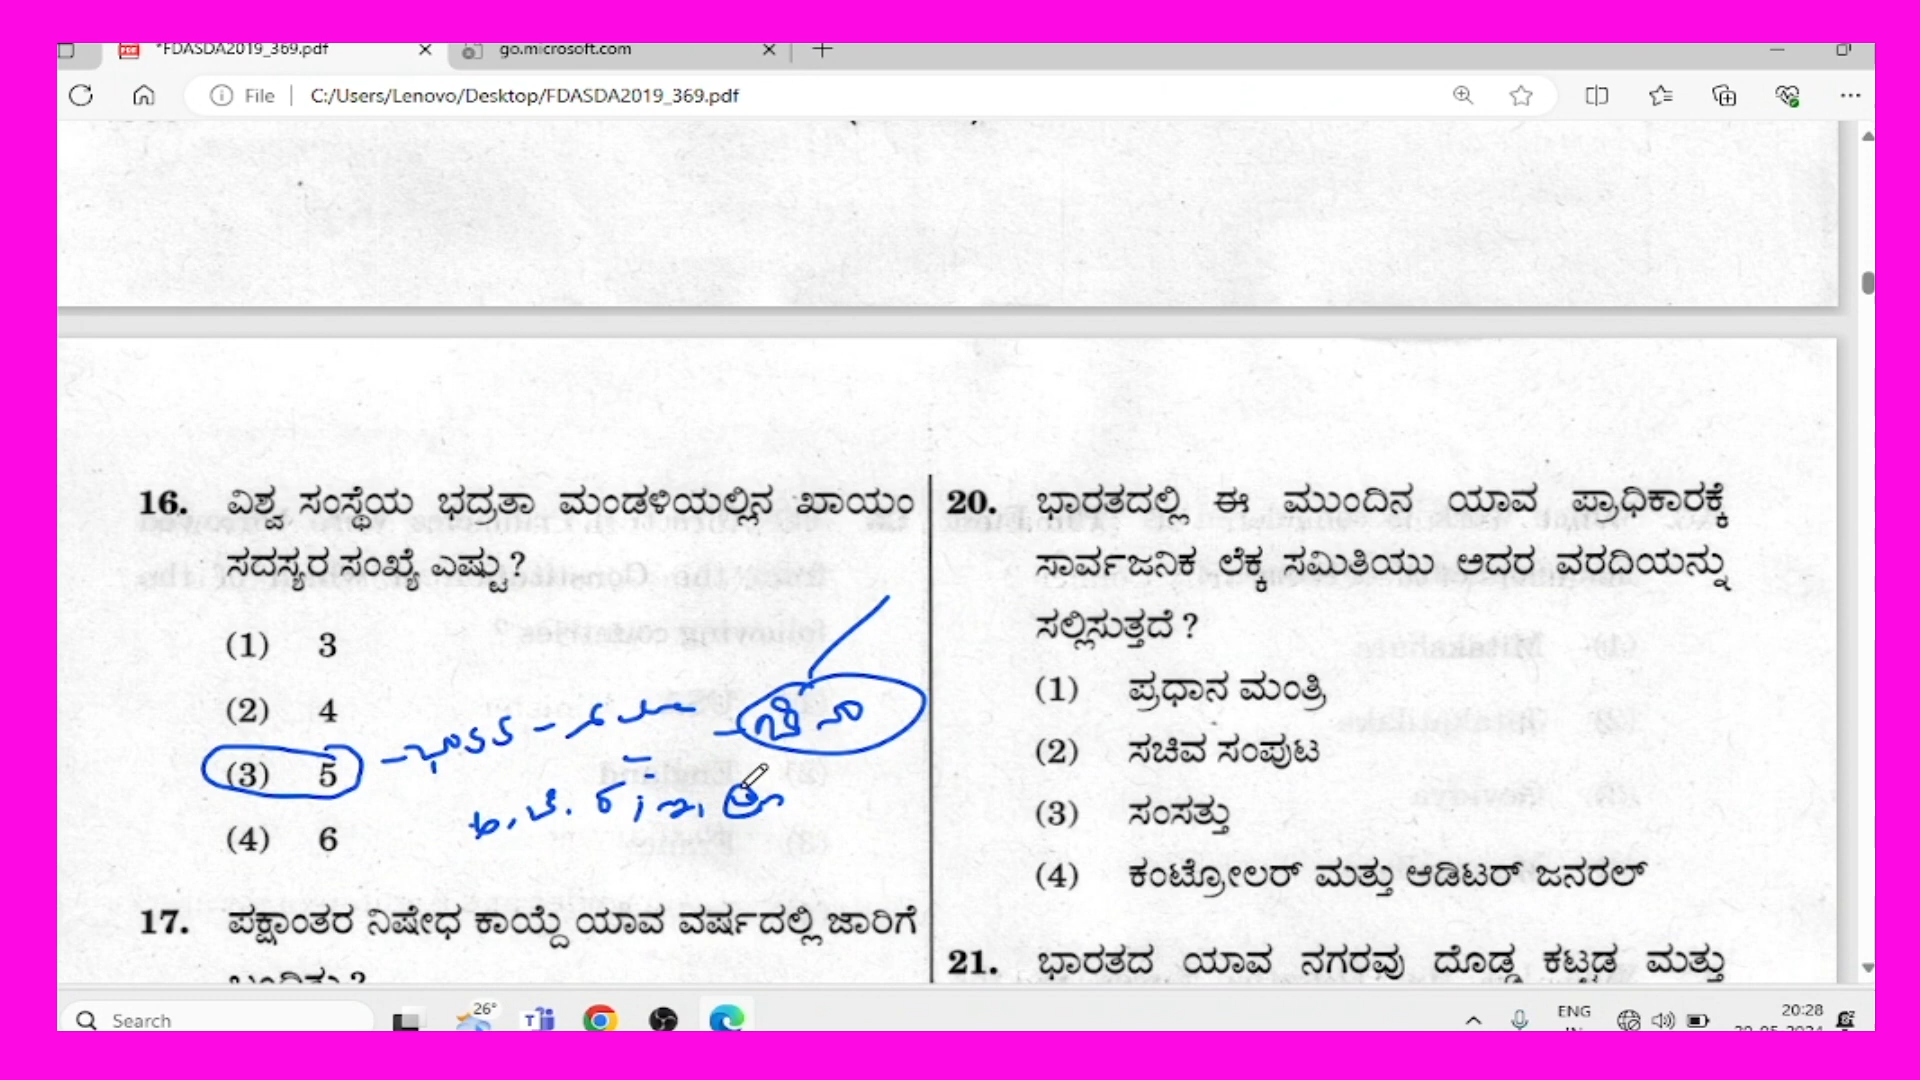 *FDASDA2019_369.pdf
go.microsoft.com
File
C:/Users/Lenovo/Desktop/FDASDA2019_369.pdf
16. ವಿಶ್ವ ಸಂಸ್ಥೆಯ ಭದ್ರತಾ ಮಂಡಳಿಯಲ್ಲಿನ ಖಾಯಂ
ಸದಸ್ಯರ ಸಂಖ್ಯೆ ಎಷ್ಟು?
(1) 3
(2) 4
(3) 5
(4) 6
17. ಪಕ್ಷಾಂತರ ನಿಷೇಧ ಕಾಯ್ದೆ ಯಾವ ವರ್ಷದಲ್ಲಿ ಜಾರಿಗೆ
20. ಭಾರತದಲ್ಲಿ ಈ ಮುಂದಿನ ಯಾವ ಪ್ರಾಧಿಕಾರಕ್ಕೆ
ಸಾರ್ವಜನಿಕ ಲೆಕ್ಕ ಸಮಿತಿಯು ಅದರ ವರದಿಯನ್ನು
ಸಲ್ಲಿಸುತ್ತದೆ?
(1) ಪ್ರಧಾನ ಮಂತ್ರಿ
(2) ಸಚಿವ ಸಂಪುಟ
(3) ಸಂಸತ್ತು
(4) ಕಂಟ್ರೋಲರ್ ಮತ್ತು ಆಡಿಟರ್ ಜನರಲ್
21. ಭಾರತದ ಯಾವ ನಗರವು ದೊಡ್ಡ ಕಟ್ಟಡ ಮತ್ತು
Search
26°
ENG
20:28